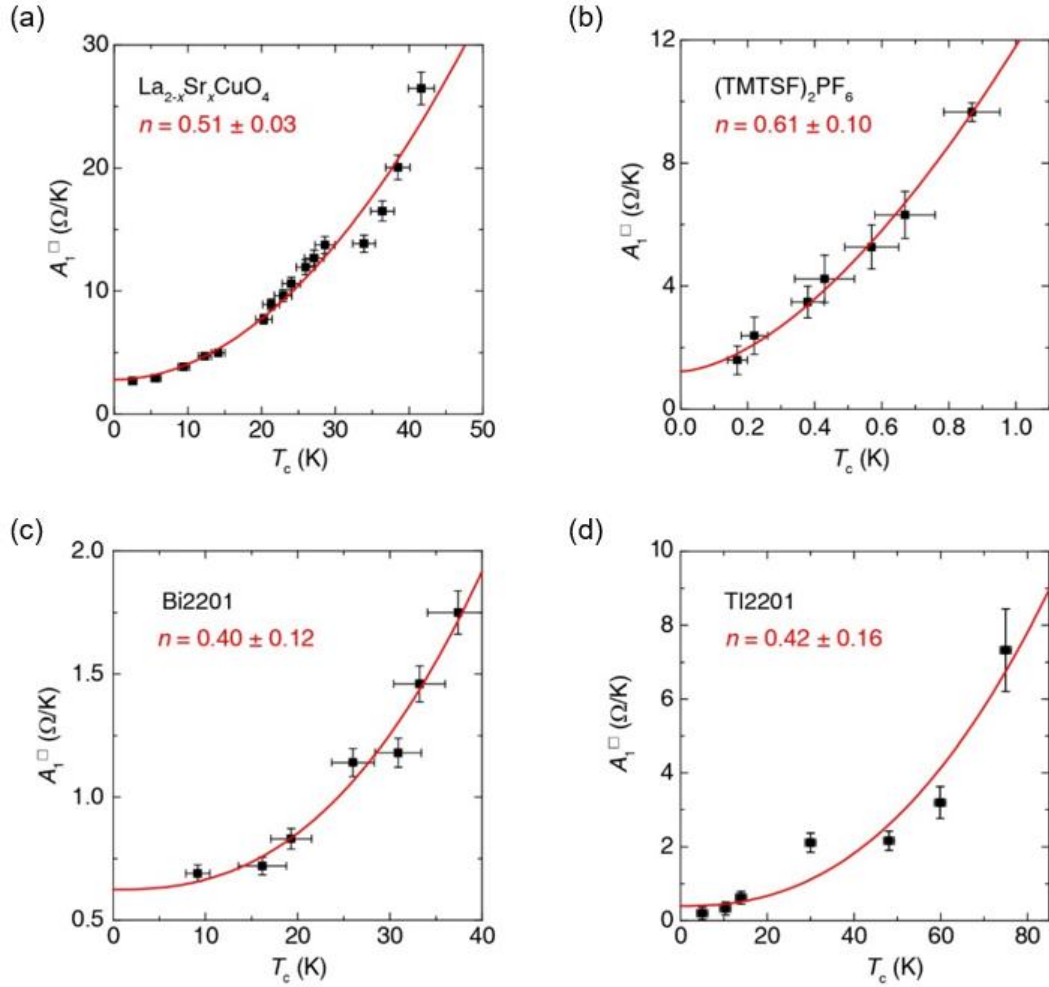 (a)
30
20
10
0
0 10 20 30 40 50
La₂₋ₓSrₓCuO₄
n = 0.51 ± 0.03
A₁□ (Ω/K)
Tc (K)
(b)
12
8
4
0
0.0 0.2 0.4 0.6 0.8 1.0
(TMTSF)₂PF₆
n = 0.61 ± 0.10
A₁□ (Ω/K)
Tc (K)
(c)
2.0
1.5
1.0
0.5
0 10 20 30 40
Bi2201
n = 0.40 ± 0.12
A₁□ (Ω/K)
Tc (K)
(d)
10
8
6
4
2
0
0 20 40 60 80
Tl2201
n = 0.42 ± 0.16
A₁□ (Ω/K)
Tc (K)